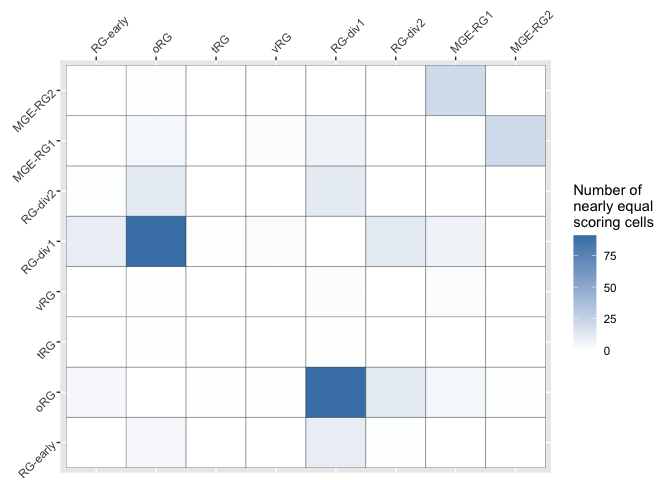 RG-early
oRG
tRG
vRG
RG-div1
RG-div2
MGE-RG1
MGE-RG2
MGE-RG2
MGE-RG1
RG-div2
RG-div1
vRG
tRG
oRG
RG-early
Number of
nearly equal
scoring cells
75
50
25
0